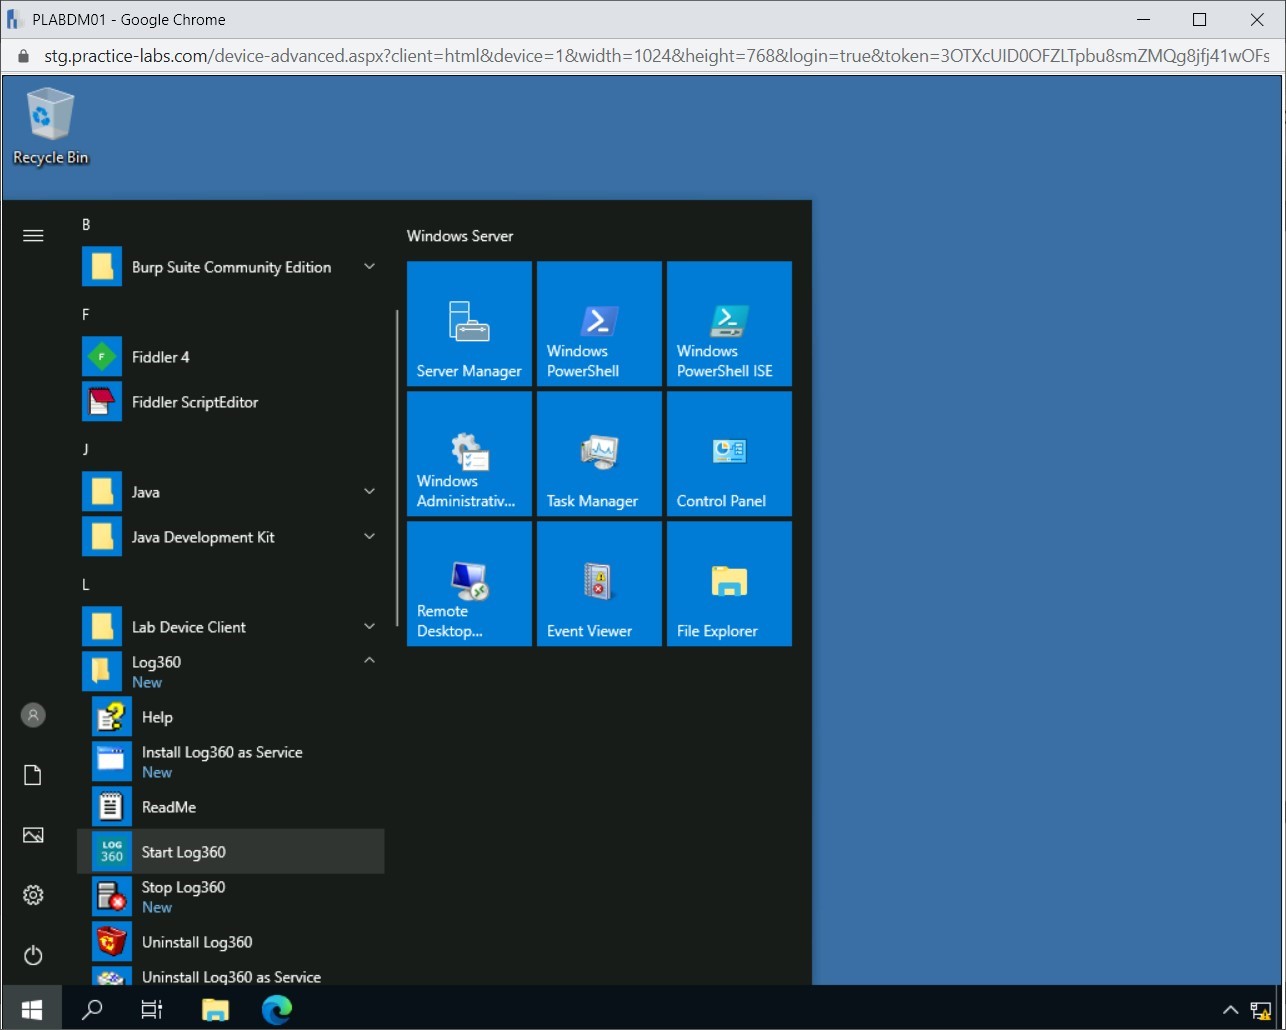 PLABDM01 - Google Chrome
stg.practice-labs.com/device-advanced.aspx?client=html&device=1&width=1024&height=768&login=true&token=3OTXcUID0OFZLTpbu8smZMQg8jfj41wOFs
Recycle Bin
B
Burp Suite Community Edition
F
F
Fiddler 4
Fiddler ScriptEditor
J
Java
Java Development Kit
L
Lab Device Client
Log360
New
Help
Install Log360 as Service
New
ReadMe
LOG
360
Start Log360
Stop Log360
New
Uninstall Log360
Uninstall Log360 as Service
Windows Server
Server Manager
Windows
PowerShell
Windows
PowerShell ISE
Windows
Administrativ...
Task Manager
Control Panel
Remote
Desktop...
Event Viewer
File Explorer